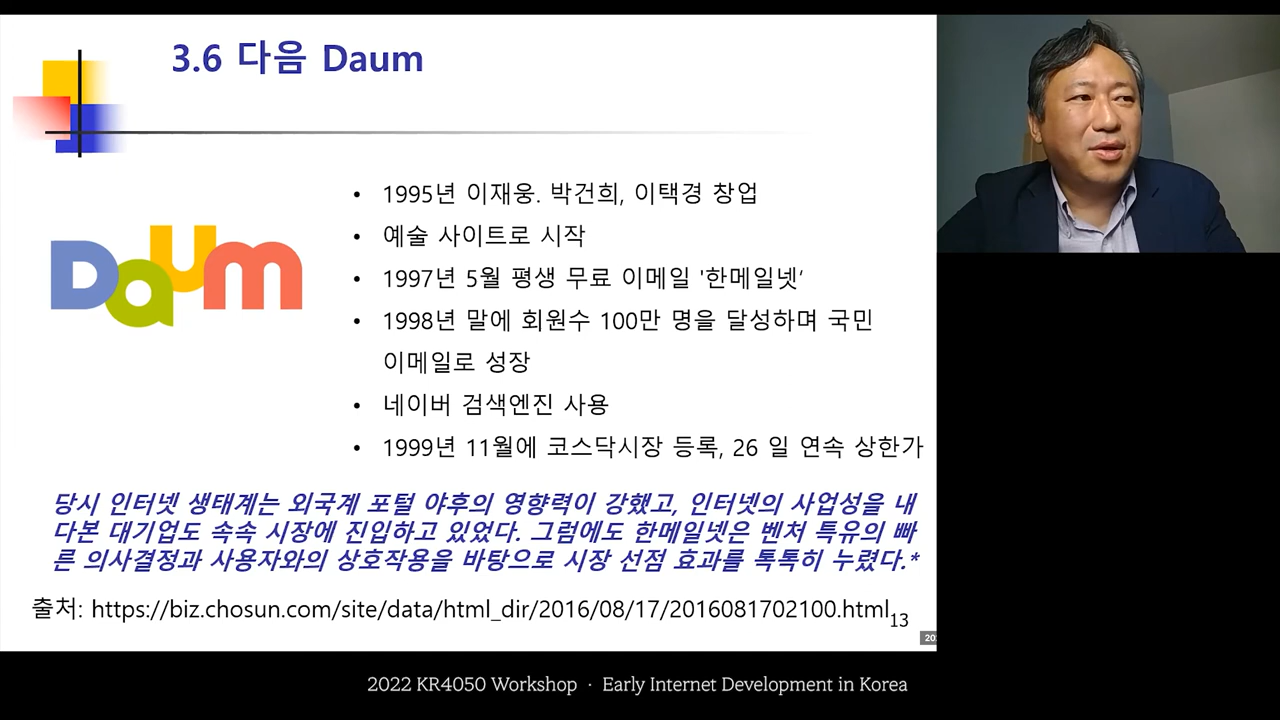 3.6 다음 Daum
Daum
• 1995년 이재웅. 박건희, 이택경 창업
• 예술 사이트로 시작
• 1997년 5월 평생 무료 이메일 '한메일넷‘
• 1998년 말에 회원수 100만 명을 달성하며 국민
이메일로 성장
• 네이버 검색엔진 사용
• 1999년 11월에 코스닥시장 등록, 26 일 연속 상한가
당시 인터넷 생태계는 외국계 포털 야후의 영향력이 강했고, 인터넷의 사업성을 내
다본 대기업도 속속 시장에 진입하고 있었다. 그럼에도 한메일넷은 벤처 특유의 빠
른 의사결정과 사용자와의 상호작용을 바탕으로 시장 선점 효과를 톡톡히 누렸다.*
출처: https://biz.chosun.com/site/data/html_dir/2016/08/17/2016081702100.html
13
2022 KR4050 Workshop · Early Internet Development in Korea